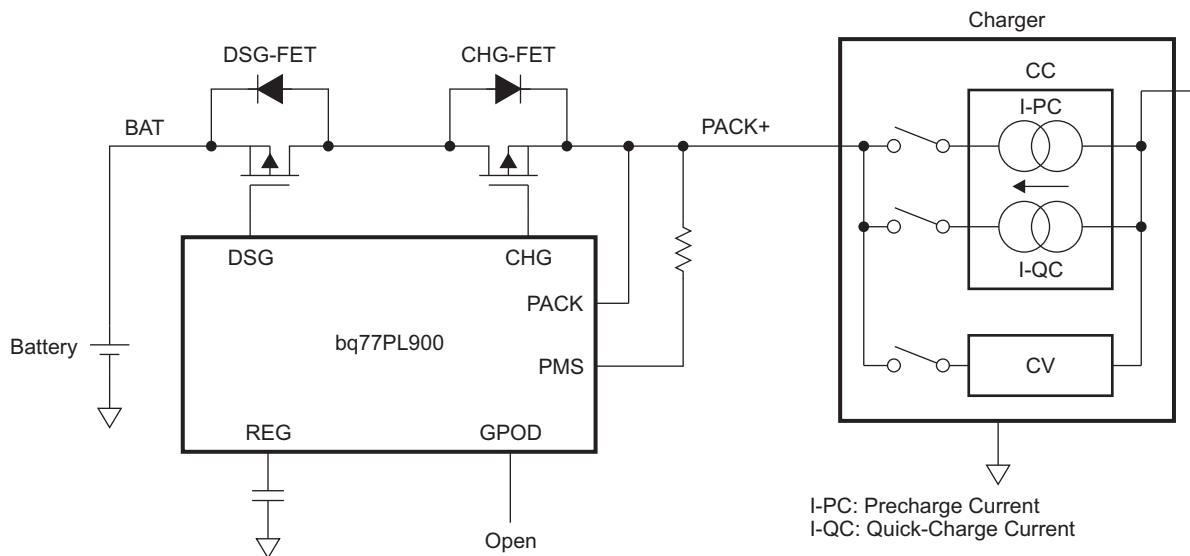 Charger
DSG-FET
CHG-FET
CC
I-PC
BAT
PACK+
I-QC
DSG
CHG
PACK
bq77PL900
Battery
PMS
CV
REG
GPOD
Open
I-PC: Precharge Current
I-QC: Quick-Charge Current